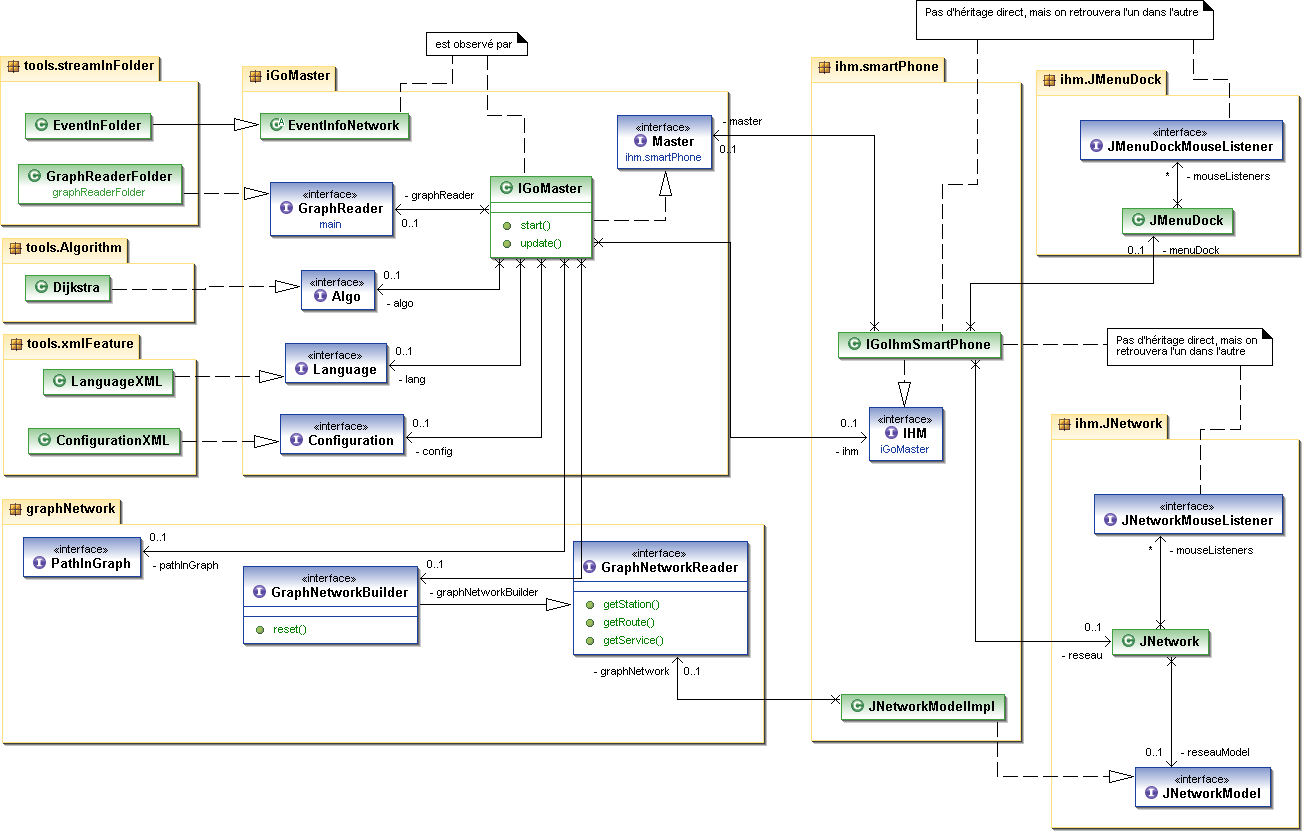 Pas d'héritage direct, mais on retrouvera l'un dans l'autre
est observé par
tools.streamInFolder
EventInFolder
GraphReaderFolder
graphReaderFolder
tools.Algorithm
Dijkstra
tools.xmlFeature
LanguageXML
ConfigurationXML
iGoMaster
EventInfoNetwork
«interface»
GraphReader
main
- graphReader
0..1
IGoMaster
start()
update()
«interface»
Master
ihm.smartPhone
- master
0..1
«interface»
Algo
0..1
- algo
«interface»
Language
0..1
- lang
«interface»
Configuration
0..1
- config
graphNetwork
«interface»
PathInGraph
0..1
- pathInGraph
«interface»
GraphNetworkBuilder
reset()
0..1
- graphNetworkBuilder
«interface»
GraphNetworkReader
getStation()
getRoute()
getService()
- graphNetwork
0..1
ihm.smartPhone
IGoIhmSmartPhone
«interface»
IHM
iGoMaster
0..1
- ihm
JNetworkModelImpl
ihm.JMenuDock
«interface»
JMenuDockMouseListener
*
- mouseListeners
JMenuDock
0..1
- menuDock
Pas d'héritage direct, mais on
retrouvera l'un dans l'autre
ihm.JNetwork
«interface»
JNetworkMouseListener
*
- mouseListeners
0..1
- reseau
JNetwork
0..1
- reseauModel
«interface»
JNetworkModel